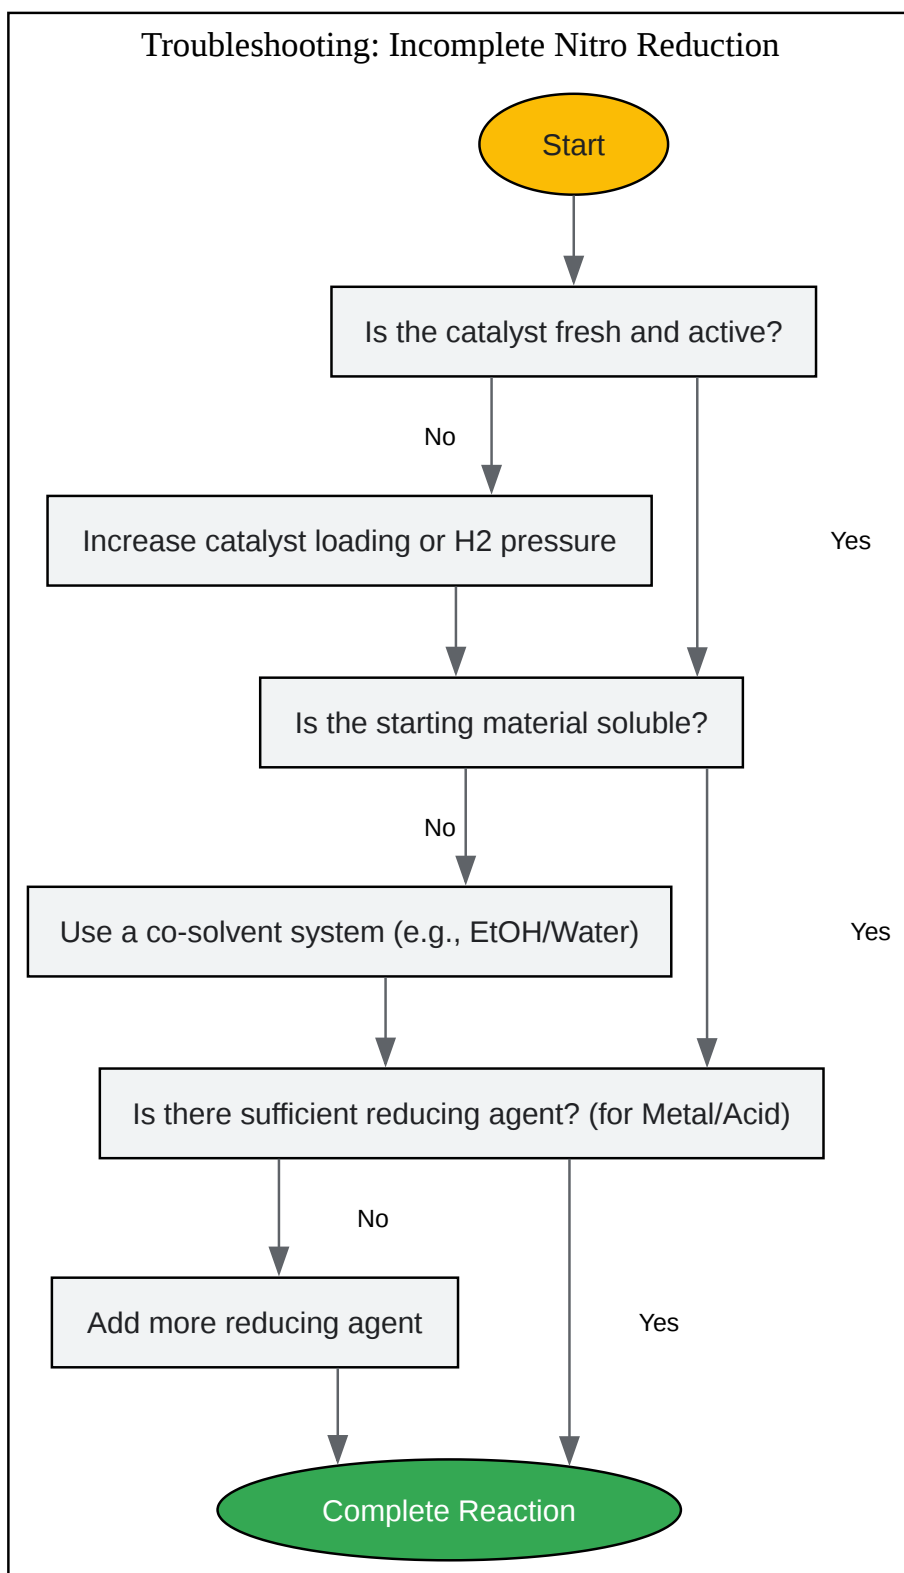 Troubleshooting: Incomplete Nitro Reduction
Start
Is the catalyst fresh and active?
No
Increase catalyst loading or H2 pressure
Yes
Is the starting material soluble?
No
Use a co-solvent system (e.g., EtOH/Water)
Yes
Is there sufficient reducing agent? (for Metal/Acid)
No
Add more reducing agent
Yes
Complete Reaction